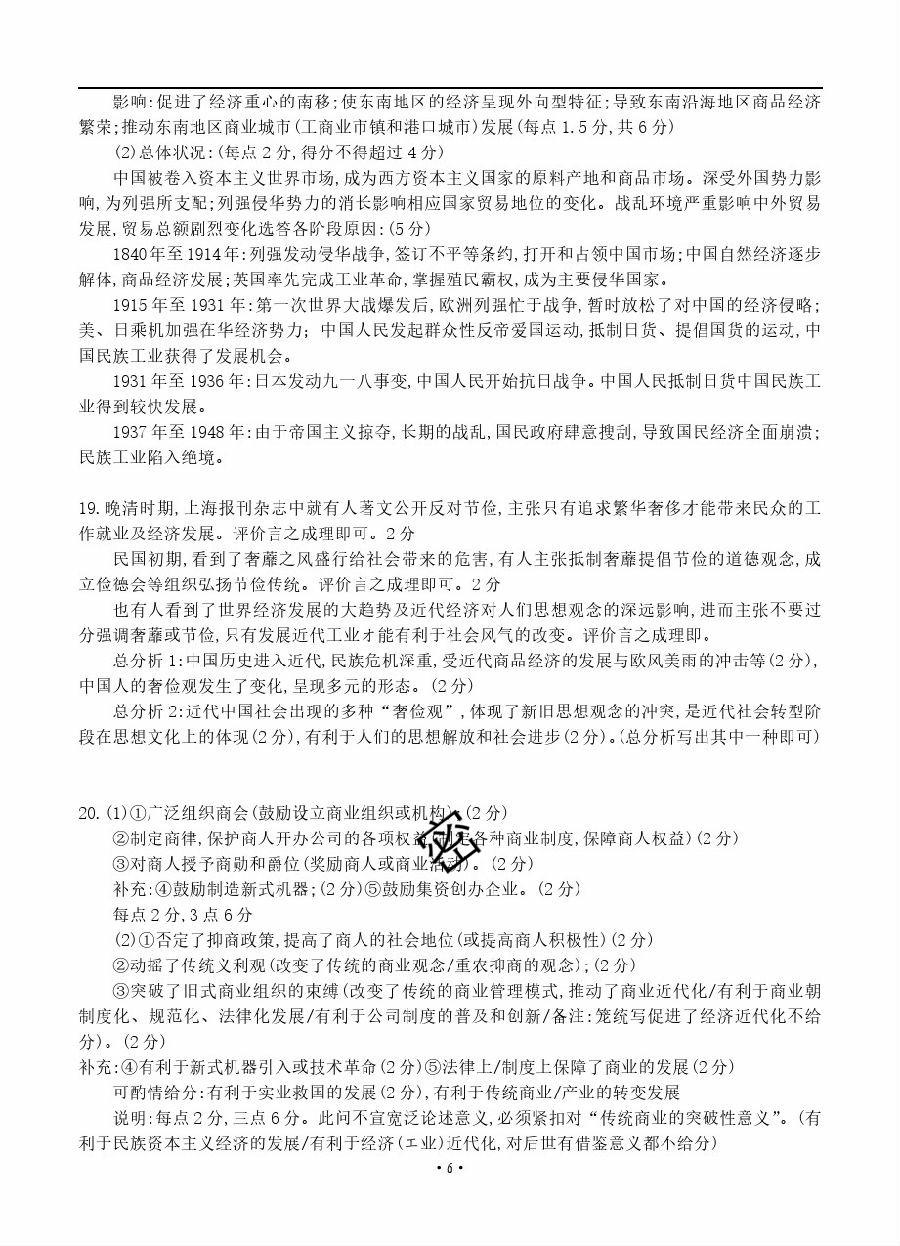 影响:促进了经济重心的南移;使东南地区的经济呈现外向型特征;导致东南沿海地区商品经济
繁荣;推动东南地区商业城市(工商业市镇和港口城市)发展(每点1.5分,共6分)
(2)总体状况:(每点2分,得分不得超过4分)
中国被卷入资本主义世界市场,成为西方资本主义国家的原料产地和商品市场。深受外国势力影
响,为列强所支配;列强侵华势力的消长影响相应国家贸易地位的变化。战乱环境严重影响中外贸易
发展,贸易总额剧烈变化选答各阶段原因:(5分)
1840年至1914年:列强发动侵华战争,签订不平等条约,打开和占领中国市场;中国自然经济逐步
解体,商品经济发展;英国率先完成工业革命,掌握殖民霸权,成为主要侵华国家。
1915年至1931年:第一次世界大战爆发后,欧洲列强忙于战争,暂时放松了对中国的经济侵略;
美、日乘机加强在华经济势力;中国人民发起群众性反帝爱国运动,抵制日货、提倡国货的运动,中
国民族工业获得了发展机会。
1931年至1936年:日本发动九一八事变,中国人民开始抗日战争。中国人民抵制日货中国民族工
业得到较快发展。
1937年至1948年:由于帝国主义掠夺,长期的战乱,国民政府肆意搜刮,导致国民经济全面崩溃;
民族工业陷入绝境。
19.晚清时期,上海报刊杂志中就有人著文公开反对节俭,主张只有追求繁华奢侈才能带来民众的工
作就业及经济发展。评价言之成理即可。2分
民国初期,看到了奢靡之风盛行给社会带来的危害,有人主张抵制奢靡提倡节俭的道德观念,成
立俭德会等组织弘扬节俭传统。评价言之成理即可。2分
也有人看到了世界经济发展的大趋势及近代经济对人们思想观念的深远影响,进而主张不要过
分强调奢靡或节俭,只有发展近代工业才能有利于社会风气的改变。评价言之成理即。
总分析1:中国历史进入近代,民族危机深重,受近代商品经济的发展与欧风美雨的冲击等(2分),
中国人的奢俭观发生了变化,呈现多元的形态。(2分)
总分析2:近代中国社会出现的多种“奢俭观”,体现了新旧思想观念的冲突,是近代社会转型阶
段在思想文化上的体现(2分),有利于人们的思想解放和社会进步(2分)。(总分析写出其中一种即可)
20.(1)①广泛组织商会(鼓励设立商业组织或机构)。(2分)
②制定商律,保护商人开办公司的各项权益(制定各种商业制度,保障商人权益)(2分)
③对商人授予商勋和爵位(奖励商人或商业活动)。(2分)
补充:④鼓励制造新式机器;(2分)⑤鼓励集资创办企业。(2分)
每点2分,3点6分
(2)①否定了抑商政策,提高了商人的社会地位(或提高商人积极性)(2分)
②动摇了传统义利观(改变了传统的商业观念/重农抑商的观念);(2分)
③突破了旧式商业组织的束缚(改变了传统的商业管理模式,推动了商业近代化/有利于商业朝
制度化、规范化、法律化发展/有利于公司制度的普及和创新/备注:笼统写促进了经济近代化不给
分)。(2分)
补充:④有利于新式机器引入或技术革命(2分)⑤法律上/制度上保障了商业的发展(2分)
可酌情给分:有利于实业救国的发展(2分),有利于传统商业/产业的转变发展
说明:每点2分,三点6分。此问不宜宽泛论述意义,必须紧扣对“传统商业的突破性意义”。(有
利于民族资本主义经济的发展/有利于经济(工业)近代化,对后世有借鉴意义都不给分)
·6·
密